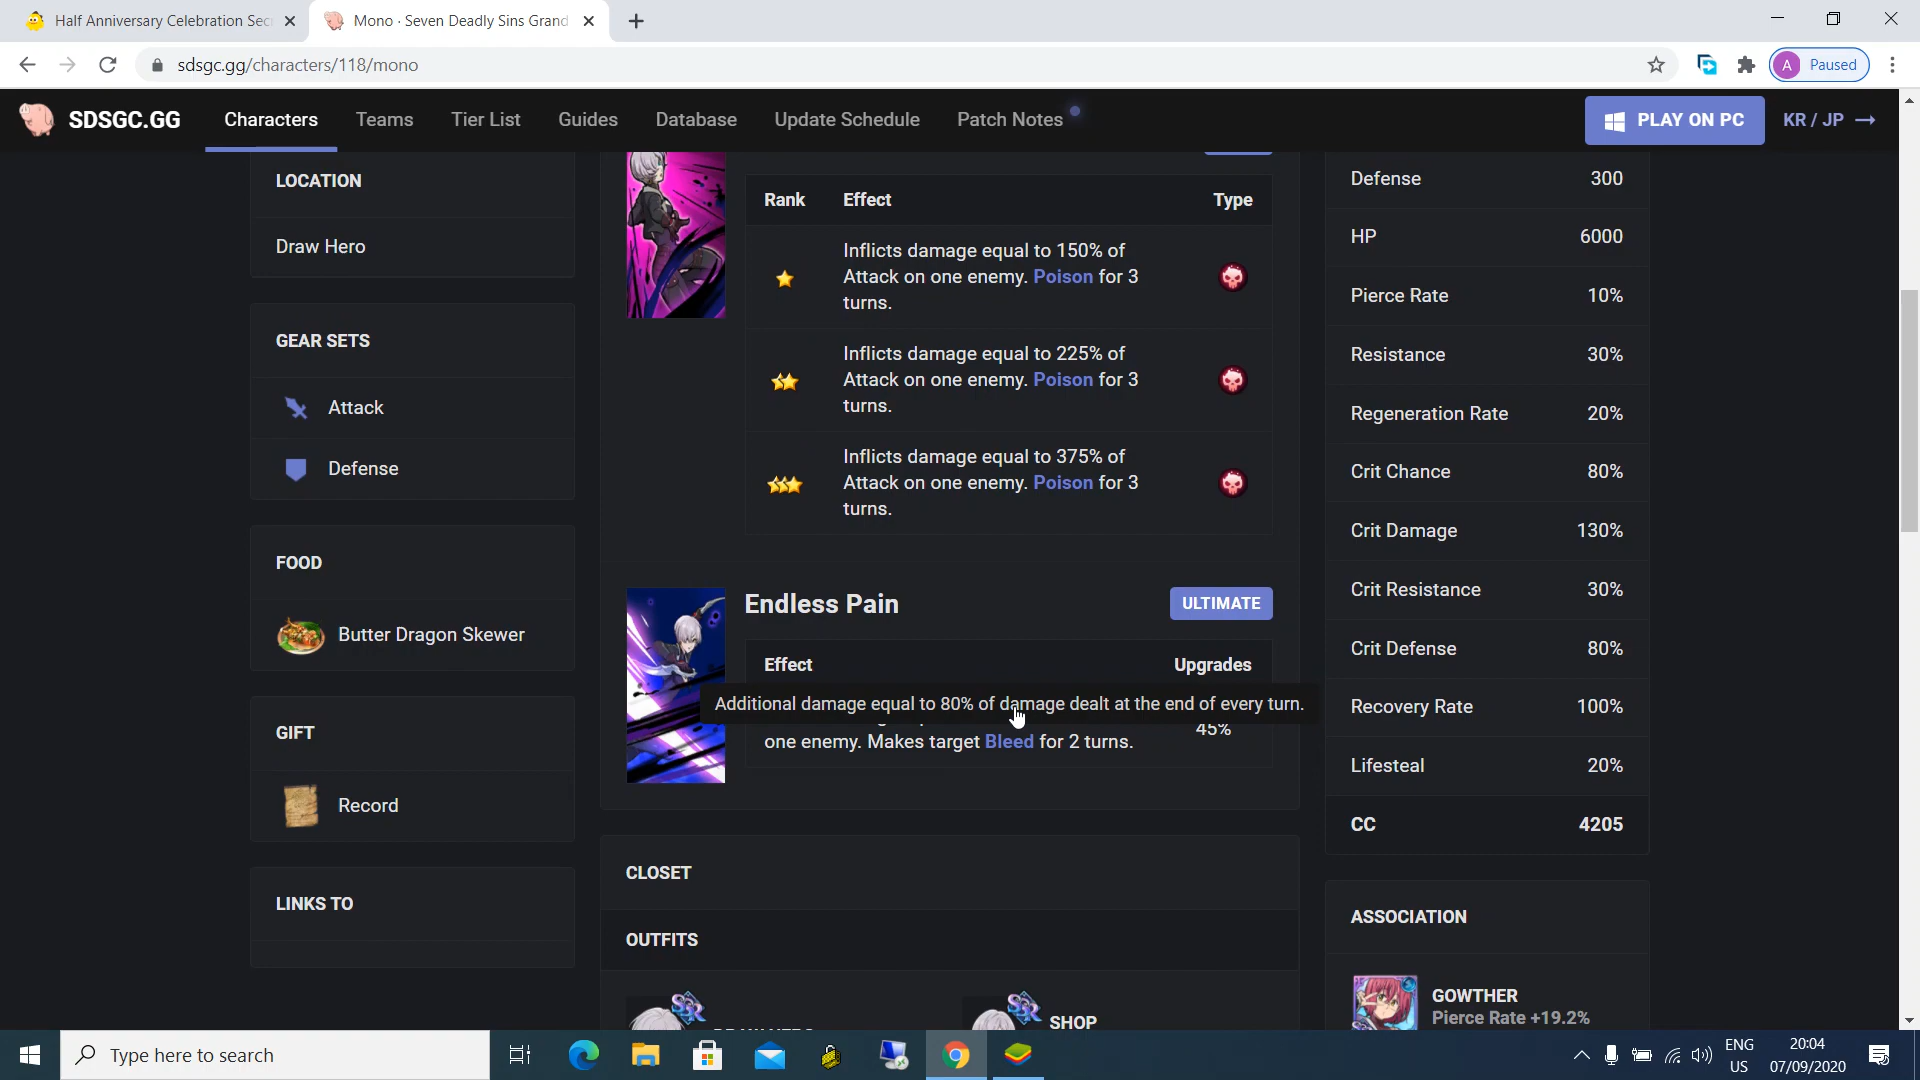 Half Anniversary Celebration Sec
Mono · Seven Deadly Sins Grand
sdsgc.gg/characters/118/mono
A Paused
SDSGC.GG
Characters
Teams
Tier List
Guides
Database
Update Schedule
Patch Notes
PLAY ON PC
KR / JP →
LOCATION
Draw Hero
GEAR SETS
Attack
Defense
FOOD
Butter Dragon Skewer
GIFT
Record
LINKS TO
Rank Effect Type
Inflicts damage equal to 150% of
Attack on one enemy. Poison for 3
turns.
Inflicts damage equal to 225% of
Attack on one enemy. Poison for 3
turns.
Inflicts damage equal to 375% of
Attack on one enemy. Poison for 3
turns.
Endless Pain
ULTIMATE
Effect Upgrades
Additional damage equal to 80% of damage dealt at the end of every turn.
45%
one enemy. Makes target Bleed for 2 turns.
CLOSET
OUTFITS
SSR
SSR
SHOP
Defense 300
HP 6000
Pierce Rate 10%
Resistance 30%
Regeneration Rate 20%
Crit Chance 80%
Crit Damage 130%
Crit Resistance 30%
Crit Defense 80%
Recovery Rate 100%
Lifesteal 20%
CC 4205
ASSOCIATION
GOWTHER
Pierce Rate +19.2%
Type here to search
ENG
US
20:04
07/09/2020